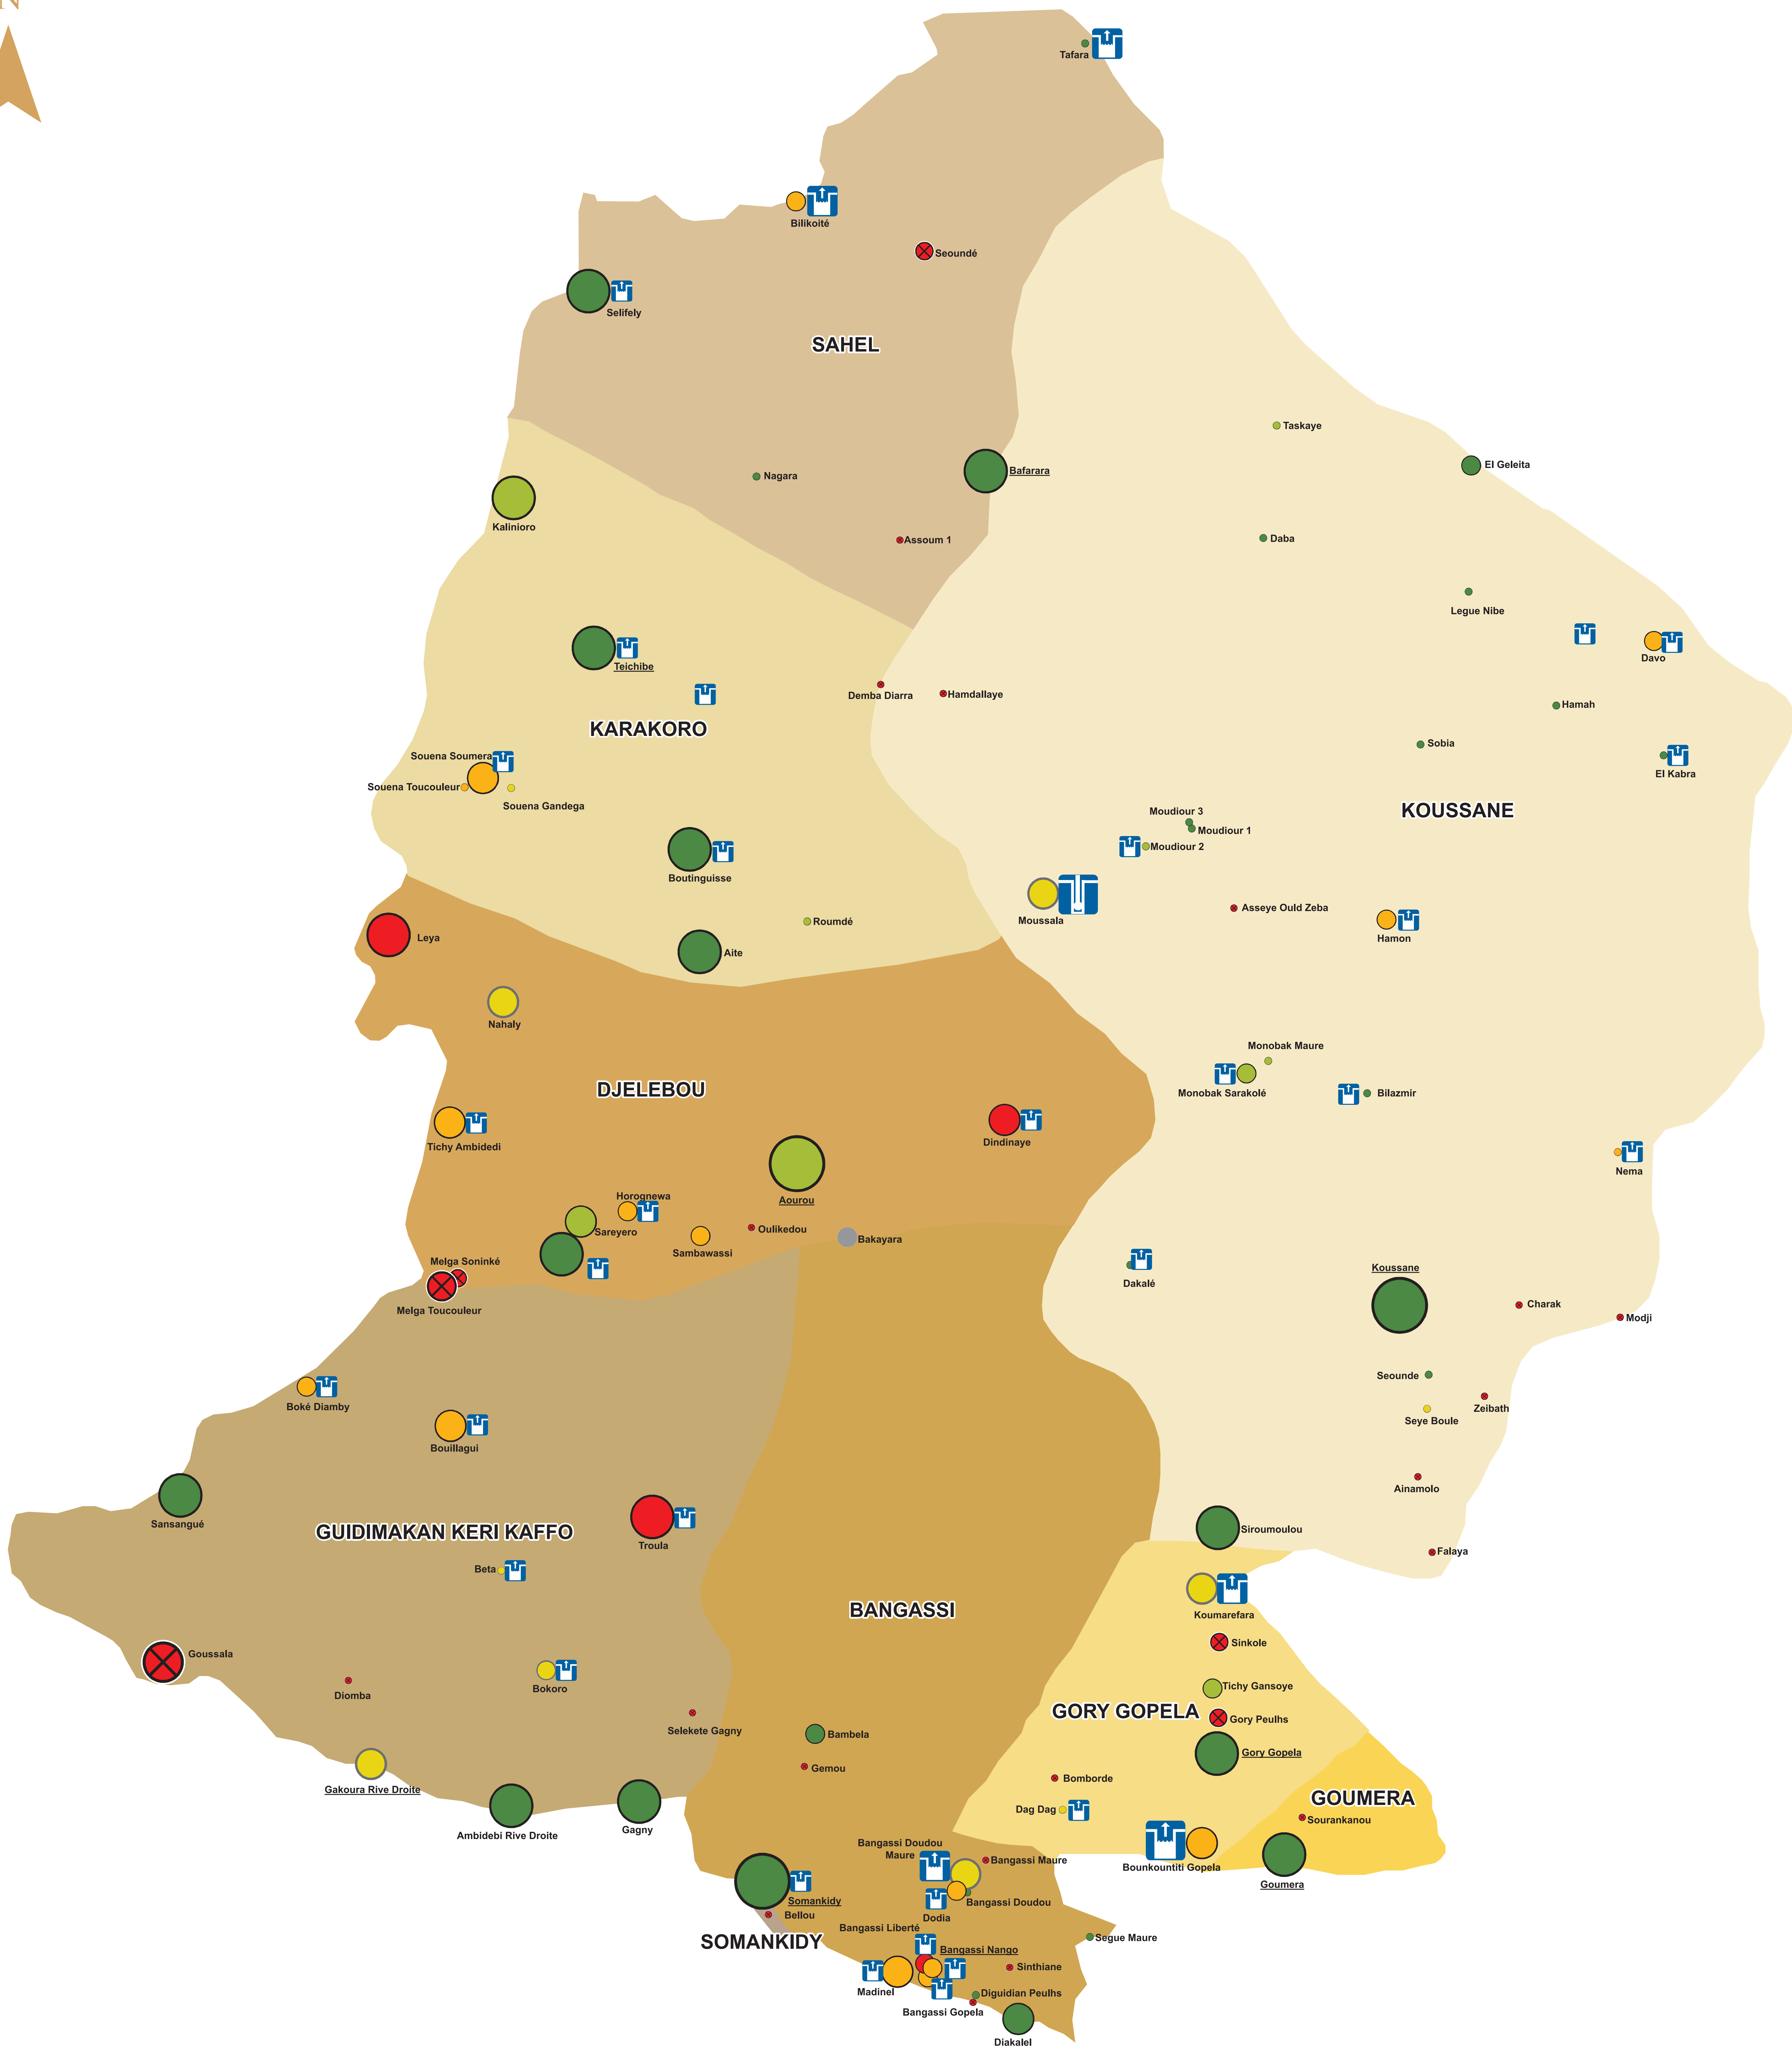 N
Tafara
Bilikoité
Seoundé
Selifely
SAHEL
Taskaye
El Geleita
Nagara
Bafarara
Kalinioro
Assoum 1
Daba
Legue Nibe
Davo
Teichibe
Demba Diarra
Hamdallaye
Hamah
KARAKORO
Sobia
Souena Soumera
El Kabra
Souena Toucouleur
Souena Gandega
KOUSSANE
Moudiour 3
Moudiour 1
Moudiour 2
Boutinguisse
Moussala
Asseye Ould Zeba
Roumdé
Hamon
Leya
Aite
Nahaly
Monobak Maure
DJELEBOU
Monobak Sarakolé
Bilazmir
Tichy Ambidedi
Dindinaye
Nema
Horognewa
Aourou
Sareyero
Oulikedou
Bakayara
Sambawassi
Melga Soninké
Koussane
Dakalé
Melga Toucouleur
Charak
Modji
Seounde
Boké Diamby
Zeibath
Seye Boule
Bouillagui
Ainamolo
Sansangué
GUIDIMAKAN KERI KAFFO
Troula
Siroumoulou
Falaya
Beta
BANGASSI
Koumarefara
Sinkole
Goussala
Bokoro
Tichy Gansoye
Diomba
GORY GOPELA
Gory Peulhs
Selekete Gagny
Bambela
Gory Gopela
Gemou
Bomborde
Gakoura Rive Droite
GOUMERA
Dag Dag
Sourankanou
Gagny
Ambidebi Rive Droite
Bangassi Doudou
Maure
Bangassi Maure
Bounkountiti Gopela
Goumera
Somankidy
Bangassi Doudou
Bellou
Dodia
Bangassi Liberté
Segue Maure
SOMANKIDY
Bangassi Nango
Sinthiane
Madinel
Diguidian Peulhs
Bangassi Gopela
Diakalel